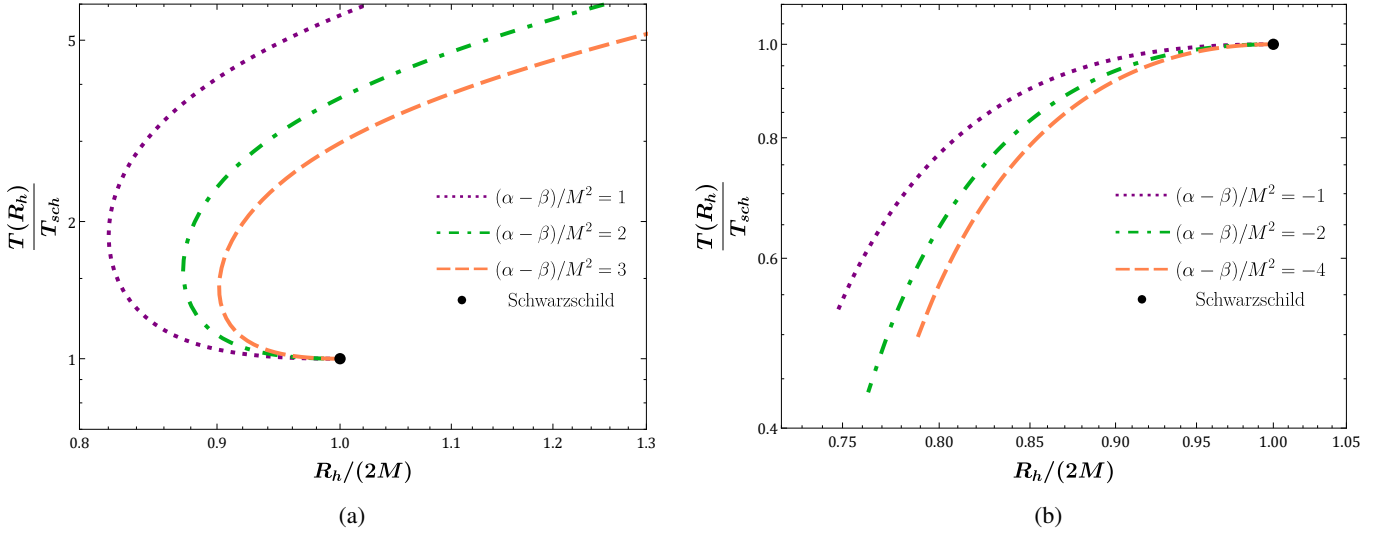 5
2
1
0.8 0.9 1.0 1.1 1.2 1.3
T(R_h)
T_sch
R_h/(2M)
(α − β)/M² = 1
(α − β)/M² = 2
(α − β)/M² = 3
Schwarzschild
(a)
1.0
0.8
0.6
0.4
0.75 0.80 0.85 0.90 0.95 1.00 1.05
T(R_h)
T_sch
R_h/(2M)
(α − β)/M² = −1
(α − β)/M² = −2
(α − β)/M² = −4
Schwarzschild
(b)